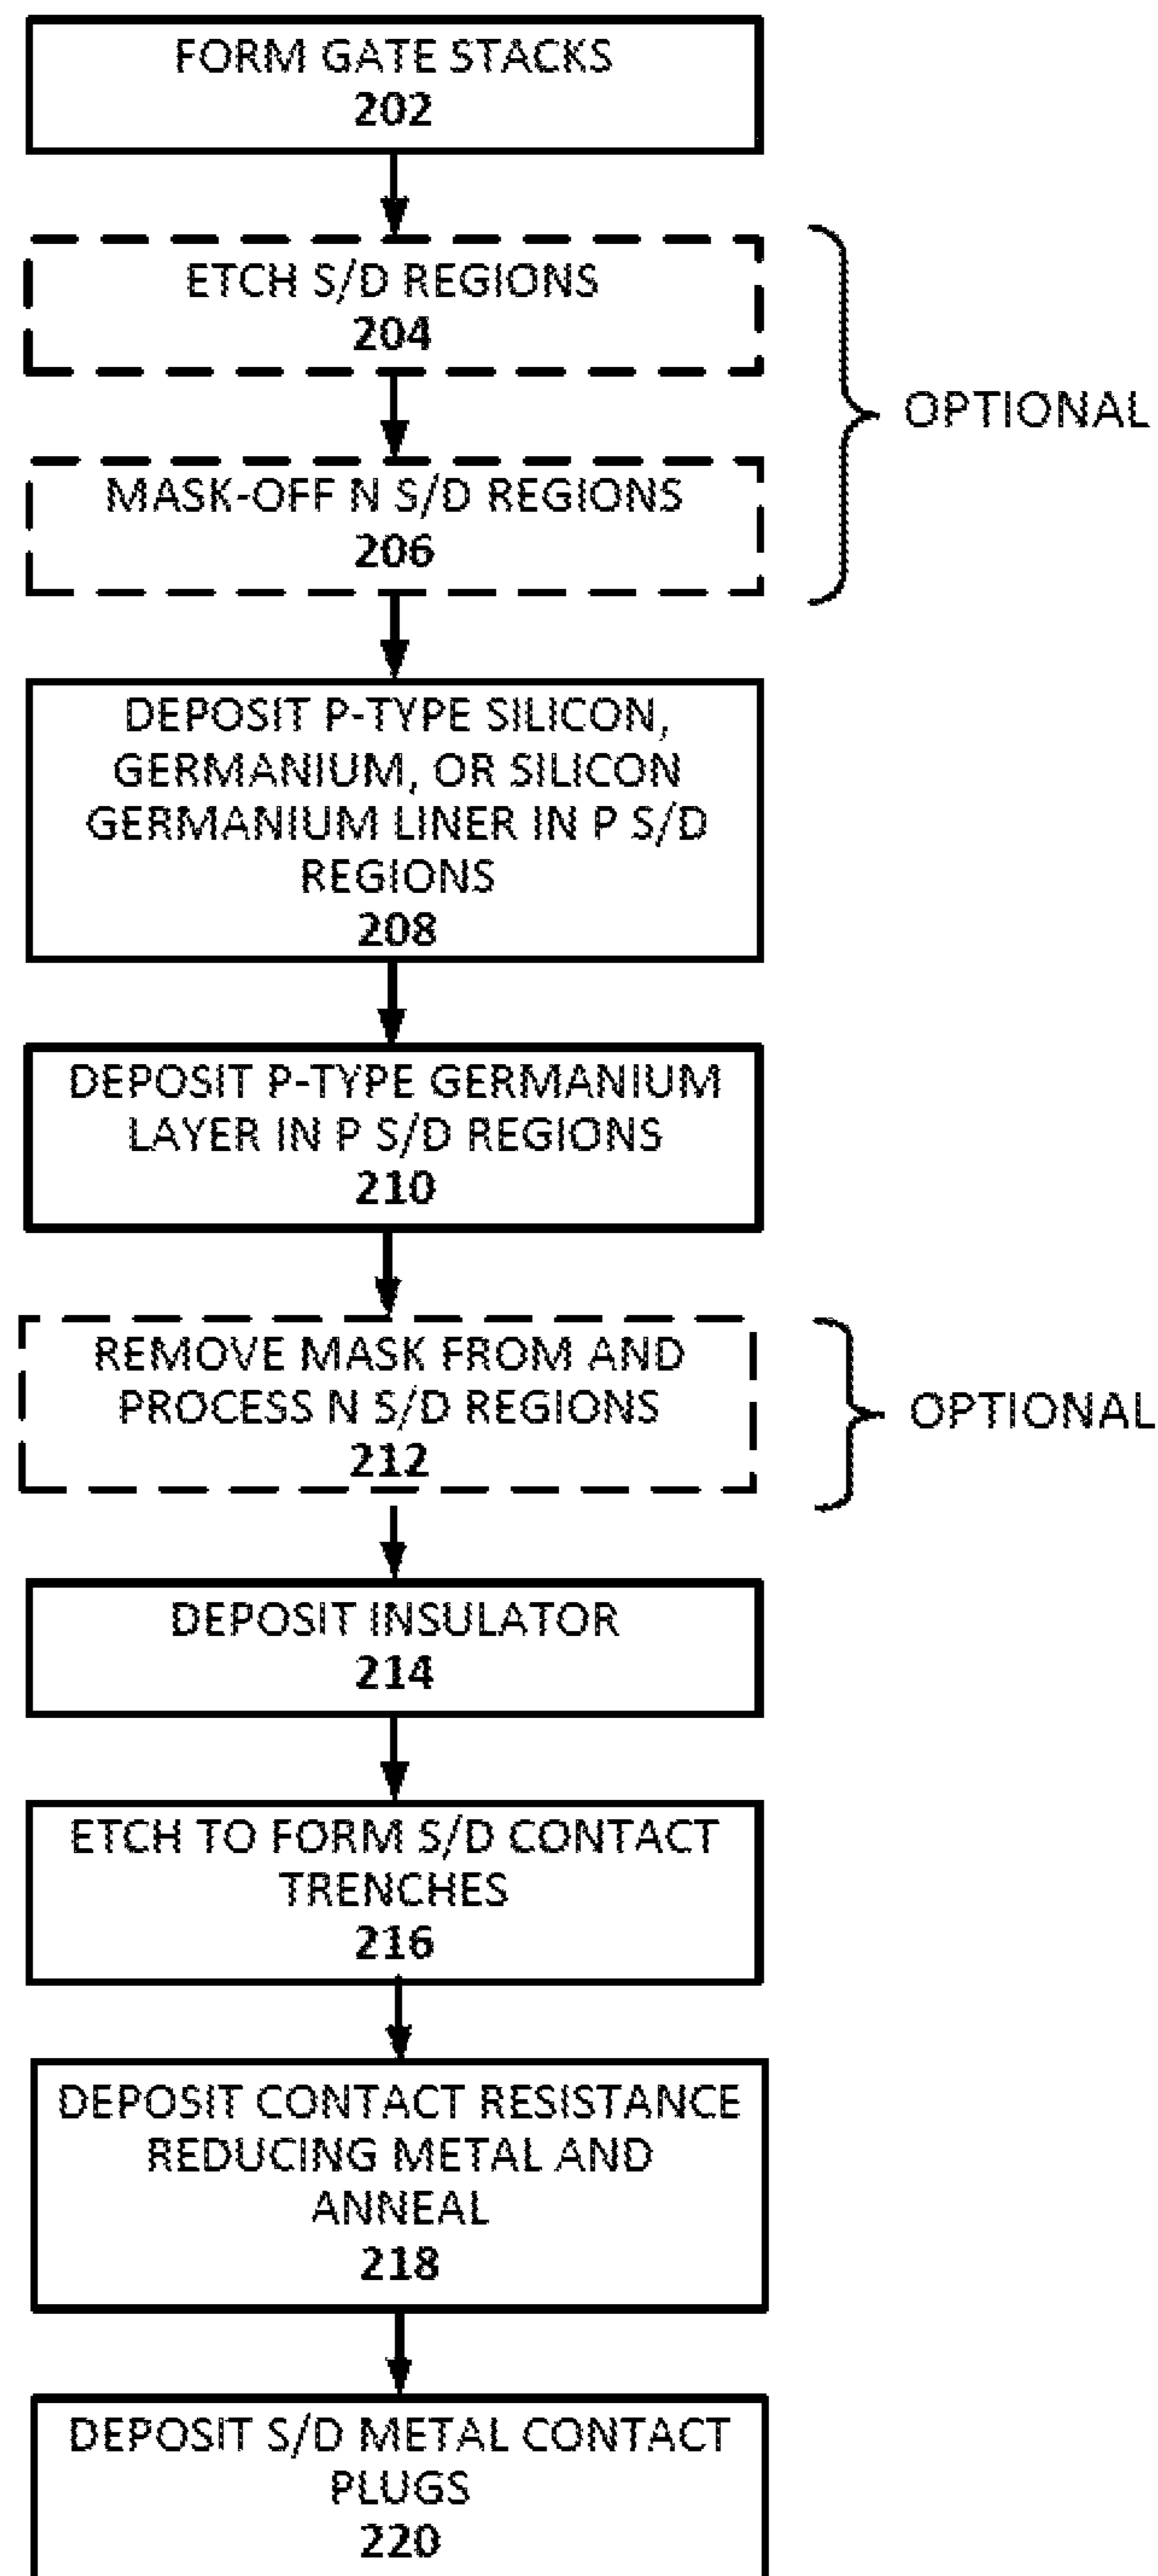 FORM GATE STACKS
202
ETCH S/D REGIONS
204
MASK-OFF N S/D REGIONS
206
OPTIONAL
DEPOSIT P-TYPE SILICON,
GERMANIUM, OR SILICON
GERMANIUM LINER IN P S/D
REGIONS
208
DEPOSIT P-TYPE GERMANIUM
LAYER IN P S/D REGIONS
210
REMOVE MASK FROM AND
PROCESS N S/D REGIONS
212
OPTIONAL
DEPOSIT INSULATOR
214
ETCH TO FORM S/D CONTACT
TRENCHES
216
DEPOSIT CONTACT RESISTANCE
REDUCING METAL AND
ANNEAL
218
DEPOSIT S/D METAL CONTACT
PLUGS
220